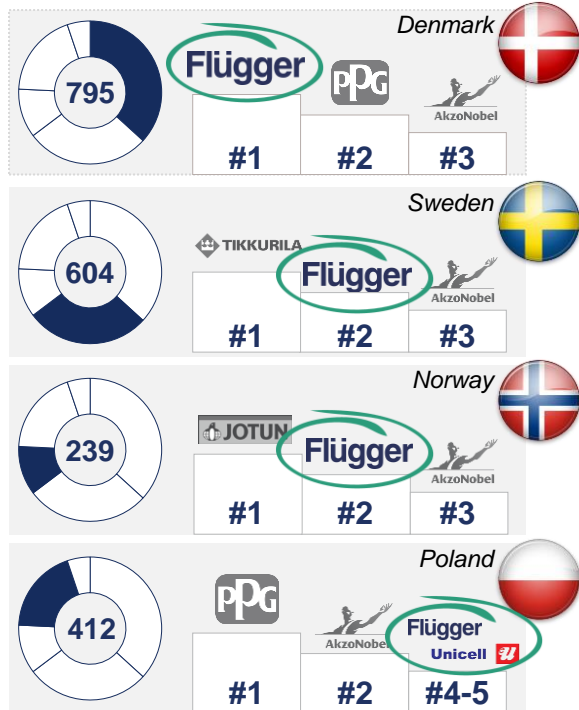 Denmark
795
Flügger
PPG
AkzoNobel
#1
#2
#3
Sweden
604
TIKKURILA
Flügger
AkzoNobel
#1
#2
#3
Norway
239
JOTUN
Flügger
AkzoNobel
#1
#2
#3
Poland
412
PPG
AkzoNobel
Flügger
Unicell u
#1
#2
#4-5